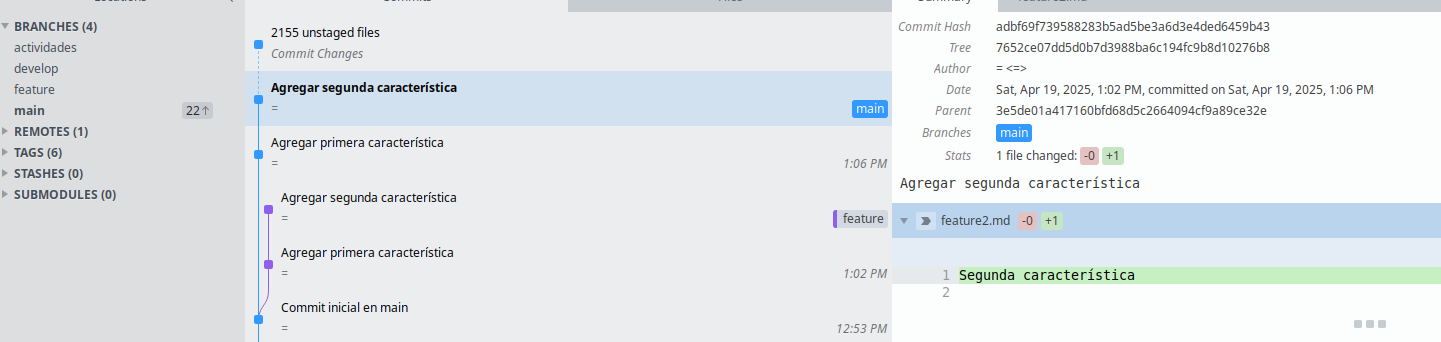 BRANCHES (4)
actividades
develop
feature
main 22↑
REMOTES (1)
TAGS (6)
STASHES (0)
SUBMODULES (0)
2155 unstaged files
Commit Changes
Agregar segunda característica
= main
Agregar primera característica
= 1:06 PM
Agregar segunda característica
= feature
Agregar primera característica
= 1:02 PM
Commit inicial en main
= 12:53 PM
Commit Hash adbf69f739588283b5ad5be3a6d3e4ded6459b43
Tree 7652ce07dd5d0b7d3988ba6c194fc9b8d10276b8
Author = <=>
Date Sat, Apr 19, 2025, 1:02 PM, committed on Sat, Apr 19, 2025, 1:06 PM
Parent 3e5de01a417160bfd68d5c2664094cf9a89ce32e
Branches main
Stats 1 file changed: -0 +1
Agregar segunda característica
feature2.md -0 +1
1 Segunda característica
2